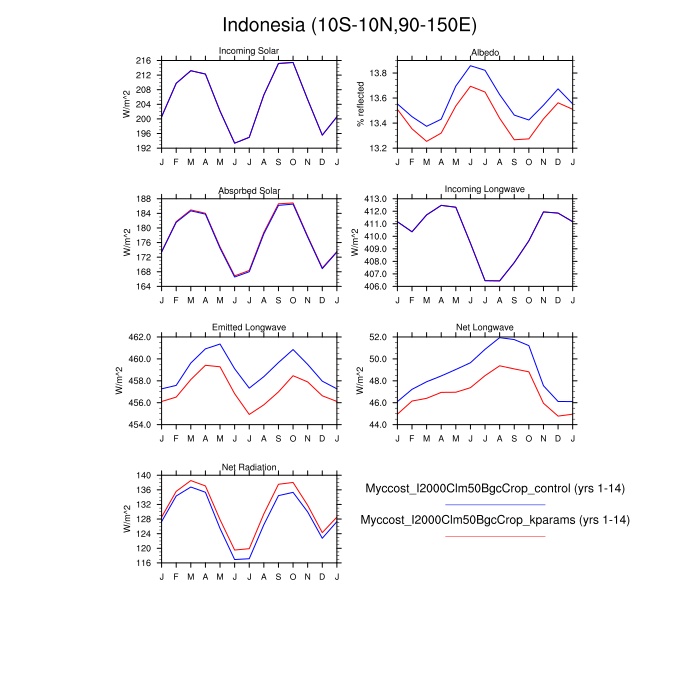 Indonesia (10S-10N,90-150E)
Incoming Solar
W/m^2
216
212
208
204
200
196
192
J F M A M J J A S O N D J
Albedo
% reflected
13.8
13.6
13.4
13.2
J F M A M J J A S O N D J
Absorbed Solar
W/m^2
188
184
180
176
172
168
164
J F M A M J J A S O N D J
Incoming Longwave
W/m^2
413.0
412.0
411.0
410.0
409.0
408.0
407.0
406.0
J F M A M J J A S O N D J
Emitted Longwave
W/m^2
462.0
460.0
458.0
456.0
454.0
J F M A M J J A S O N D J
Net Longwave
W/m^2
52.0
50.0
48.0
46.0
44.0
J F M A M J J A S O N D J
Net Radiation
W/m^2
140
136
132
128
124
120
116
J F M A M J J A S O N D J
Myccost_I2000Clm50BgcCrop_control (yrs 1-14)
Myccost_I2000Clm50BgcCrop_kparams (yrs 1-14)